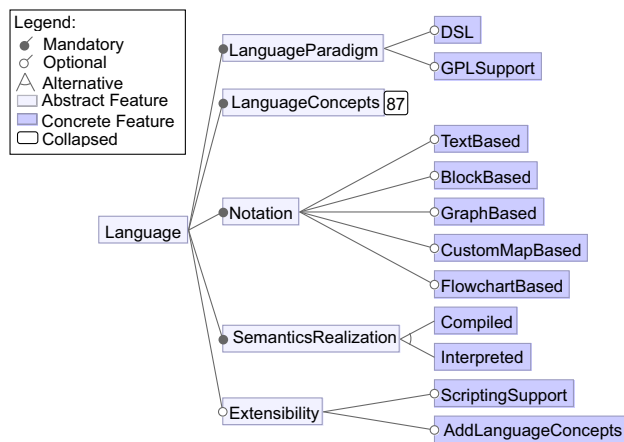 Legend:
Mandatory
Optional
Alternative
Abstract Feature
Concrete Feature
Collapsed
Language
LanguageParadigm
DSL
GPLSupport
LanguageConcepts 87
Notation
TextBased
BlockBased
GraphBased
CustomMapBased
FlowchartBased
SemanticsRealization
Compiled
Interpreted
Extensibility
ScriptingSupport
AddLanguageConcepts